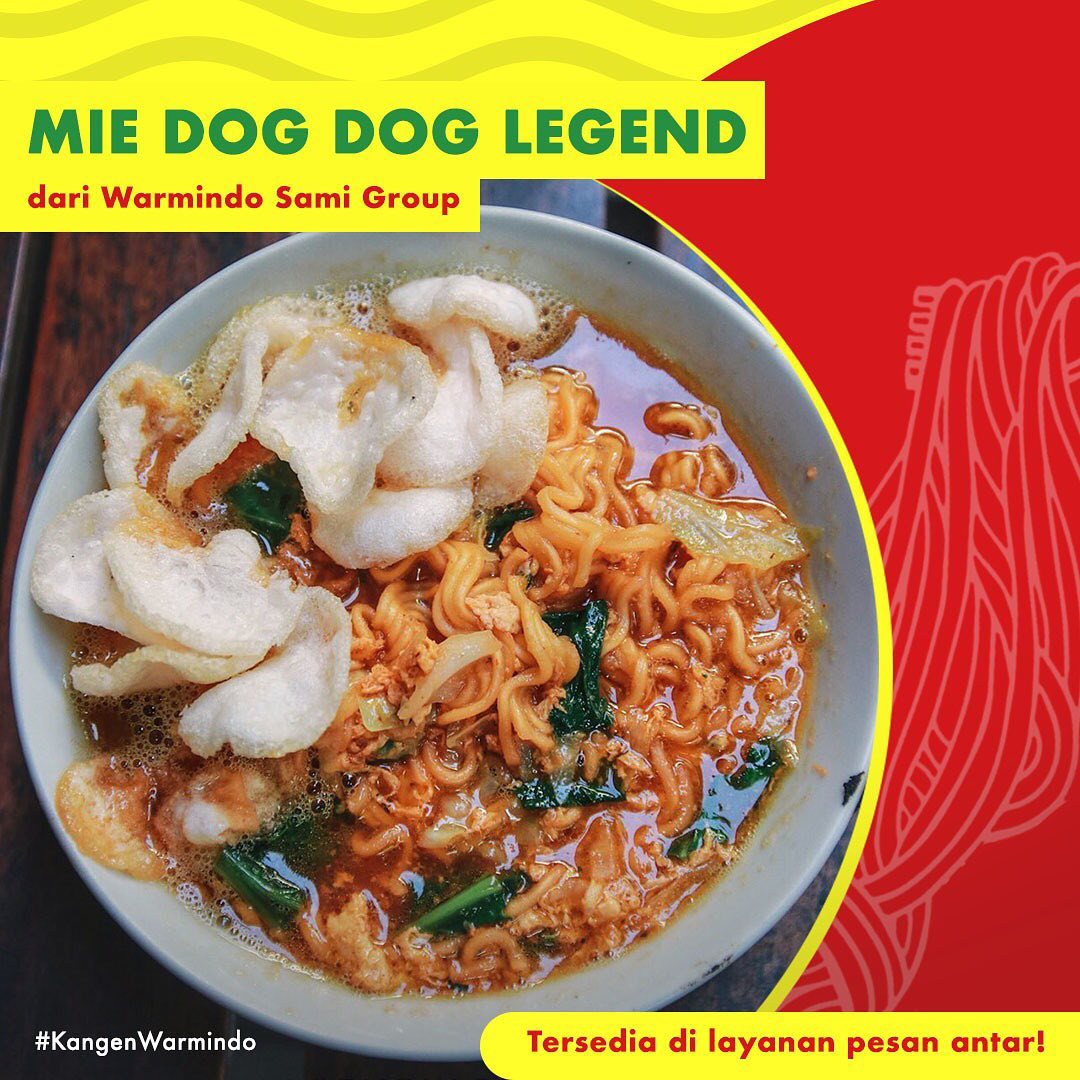 MIE DOG DOG LEGEND
dari Warmindo Sami Group
#KangenWarmindo
Tersedia di layanan pesan antar!